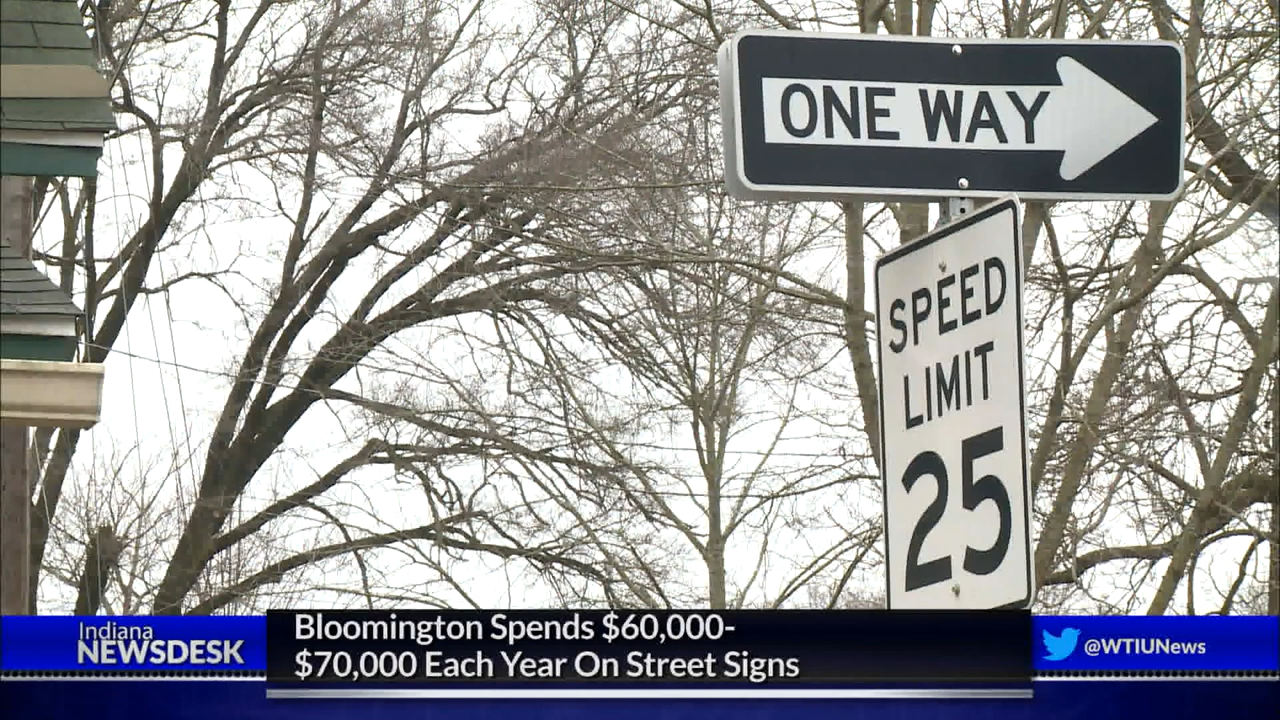 ONE WAY
SPEED
LIMIT
25
Indiana
NEWSDESK
Bloomington Spends $60,000-
$70,000 Each Year On Street Signs
@WTIUNews